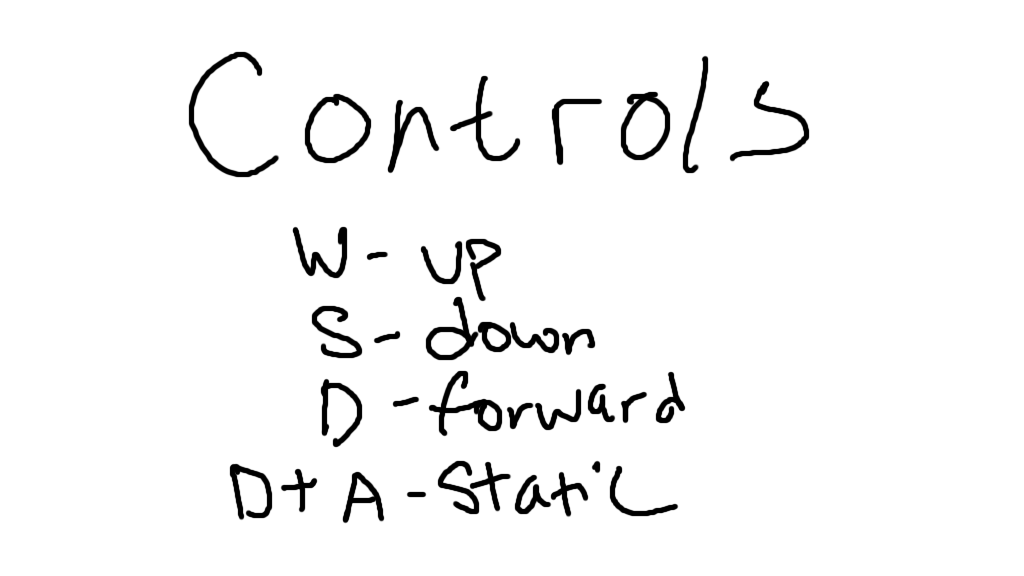 Controls
W - up
S - down
D - forward
D + A - Static